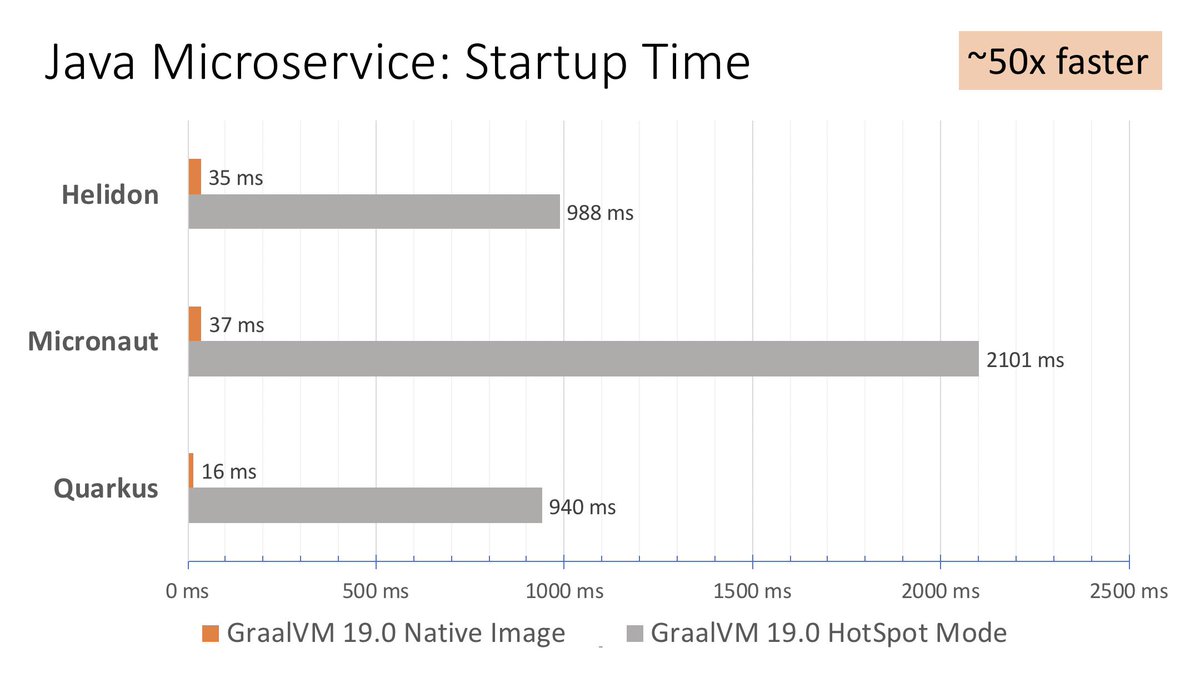 Java Microservice: Startup Time
~50x faster
Helidon
35 ms
988 ms
Micronaut
37 ms
2101 ms
Quarkus
16 ms
940 ms
0 ms 500 ms 1000 ms 1500 ms 2000 ms 2500 ms
GraalVM 19.0 Native Image GraalVM 19.0 HotSpot Mode